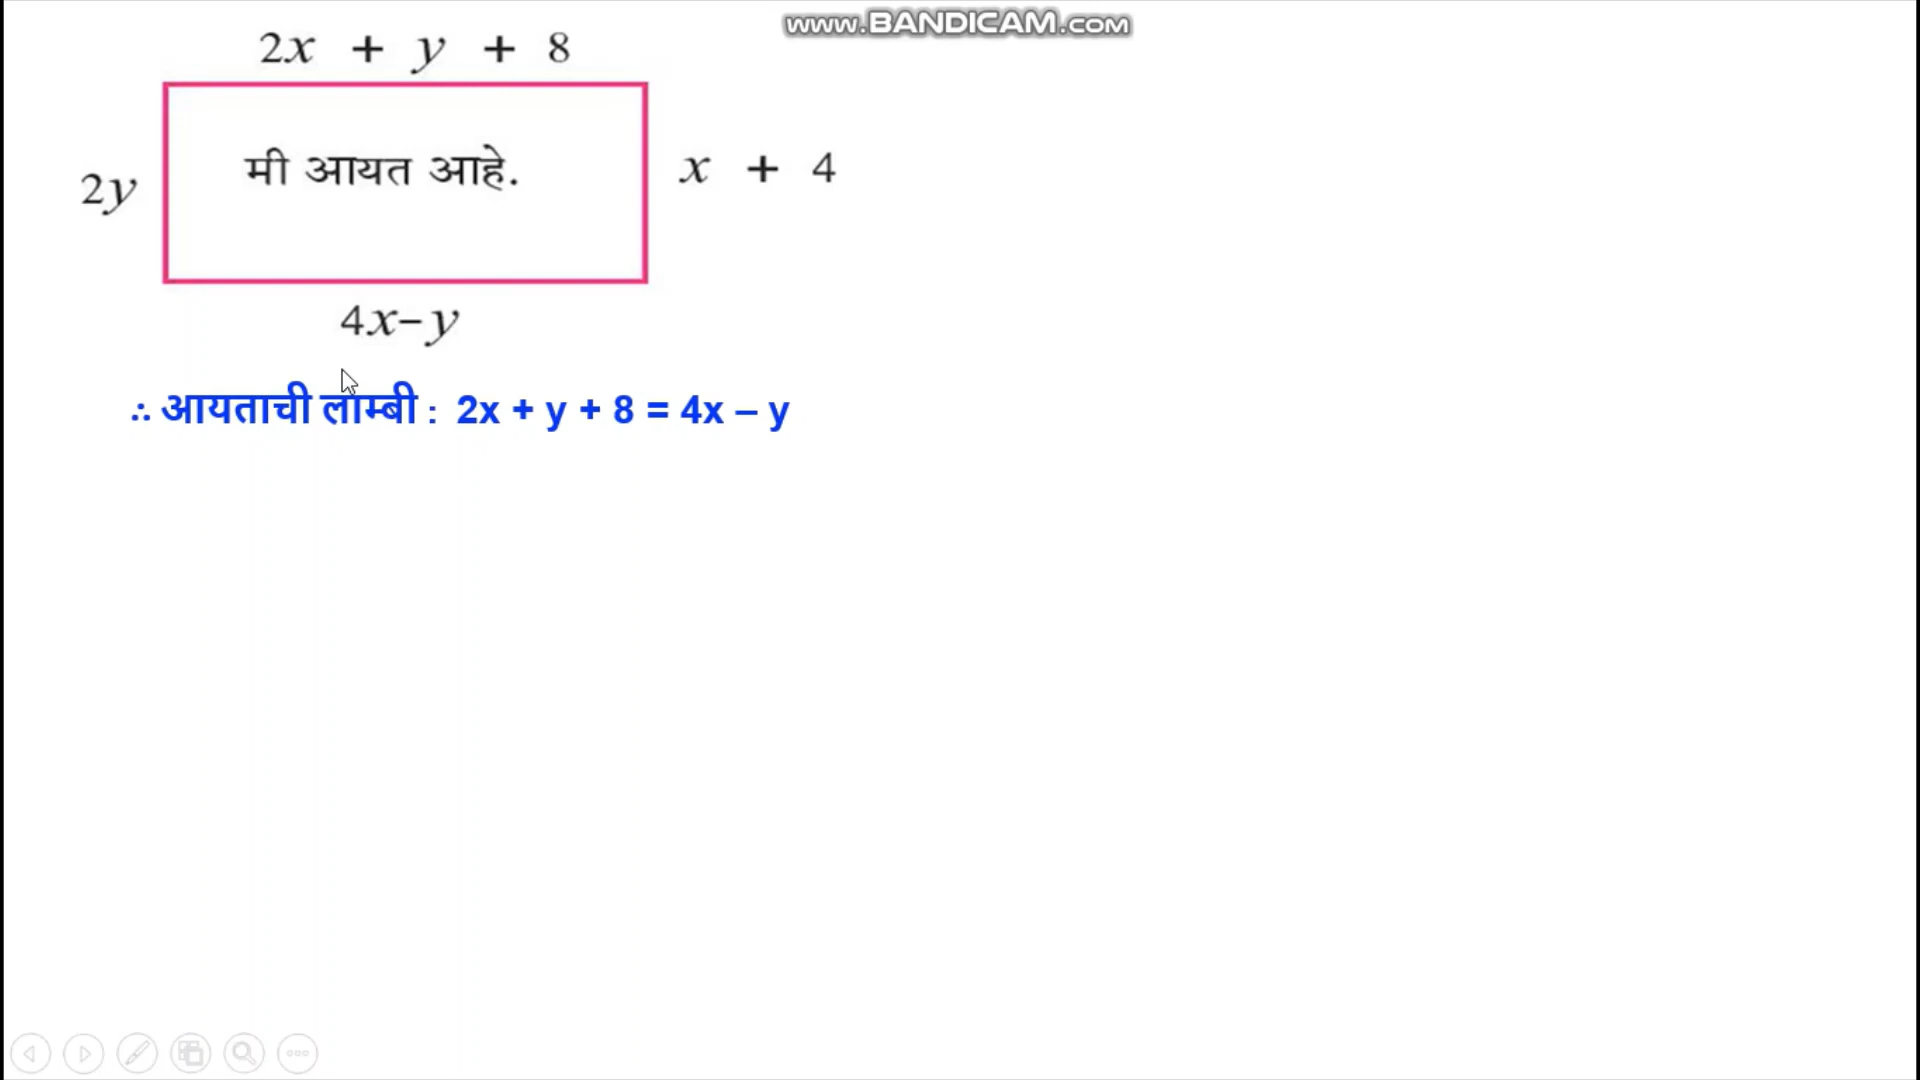 www.BANDICAM.com
2x + y + 8
मी आयत आहे.
2y
x + 4
4x–y
∴ आयताची लाम्बी : 2x + y + 8 = 4x – y